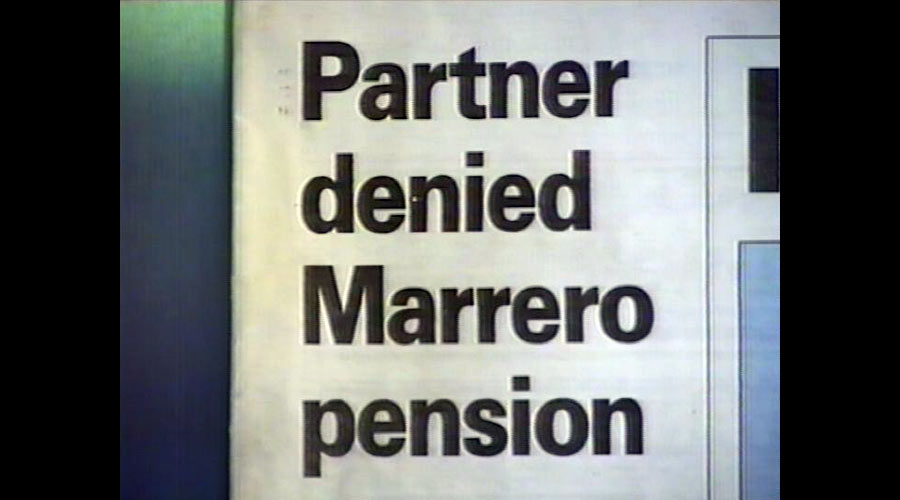 Partner
denied
Marrero
pension